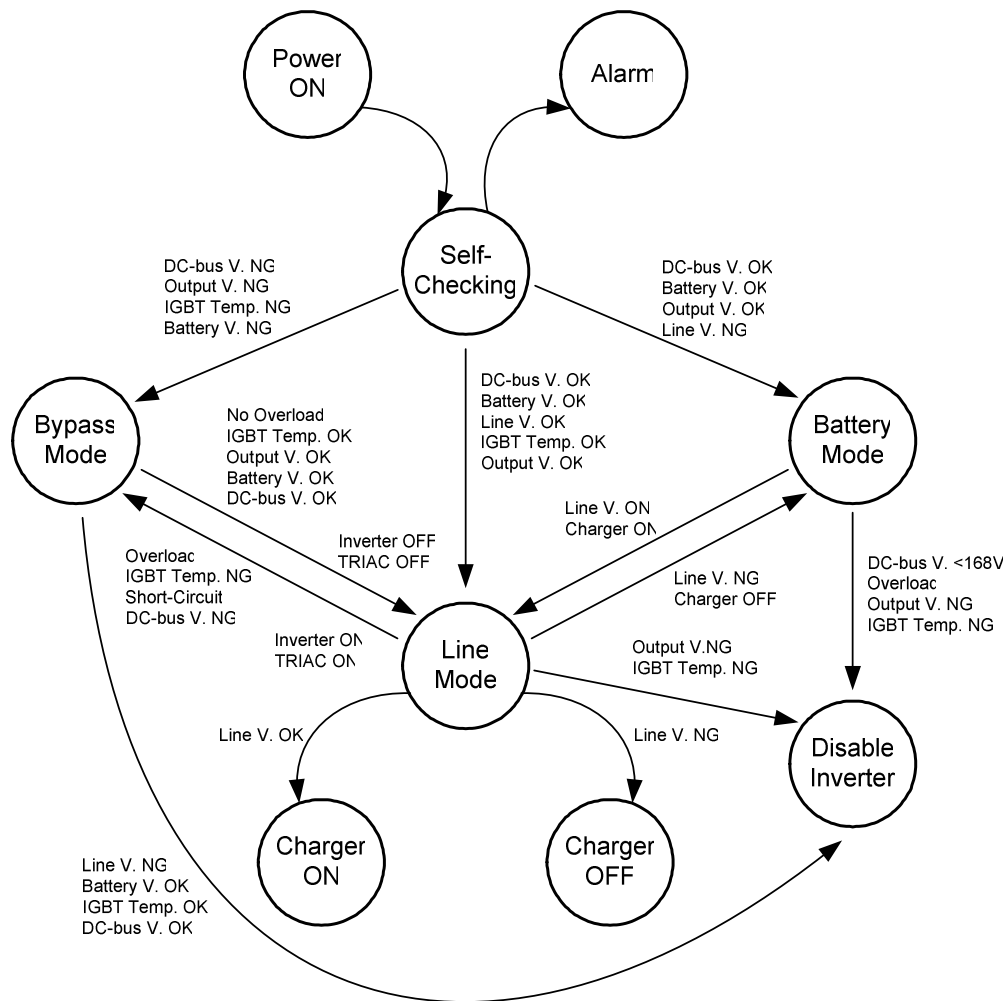 Power
ON
Alarm
Self-
Checking
DC-bus V. NG
Output V. NG
IGBT Temp. NG
Battery V. NG
DC-bus V. OK
Battery V. OK
Output V. OK
Line V. NG
DC-bus V. OK
Battery V. OK
Line V. OK
IGBT Temp. OK
Output V. OK
Bypass
Mode
No Overload
IGBT Temp. OK
Output V. OK
Battery V. OK
DC-bus V. OK
Battery
Mode
Line V. ON
Charger ON
Inverter OFF
TRIAC OFF
Overload
IGBT Temp. NG
Short-Circuit
DC-bus V. NG
Line V. NG
Charger OFF
DC-bus V. <168V
Overload
Output V. NG
IGBT Temp. NG
Inverter ON
TRIAC ON
Line
Mode
Output V.NG
IGBT Temp. NG
Line V. OK
Line V. NG
Disable
Inverter
Charger
ON
Charger
OFF
Line V. NG
Battery V. OK
IGBT Temp. OK
DC-bus V. OK